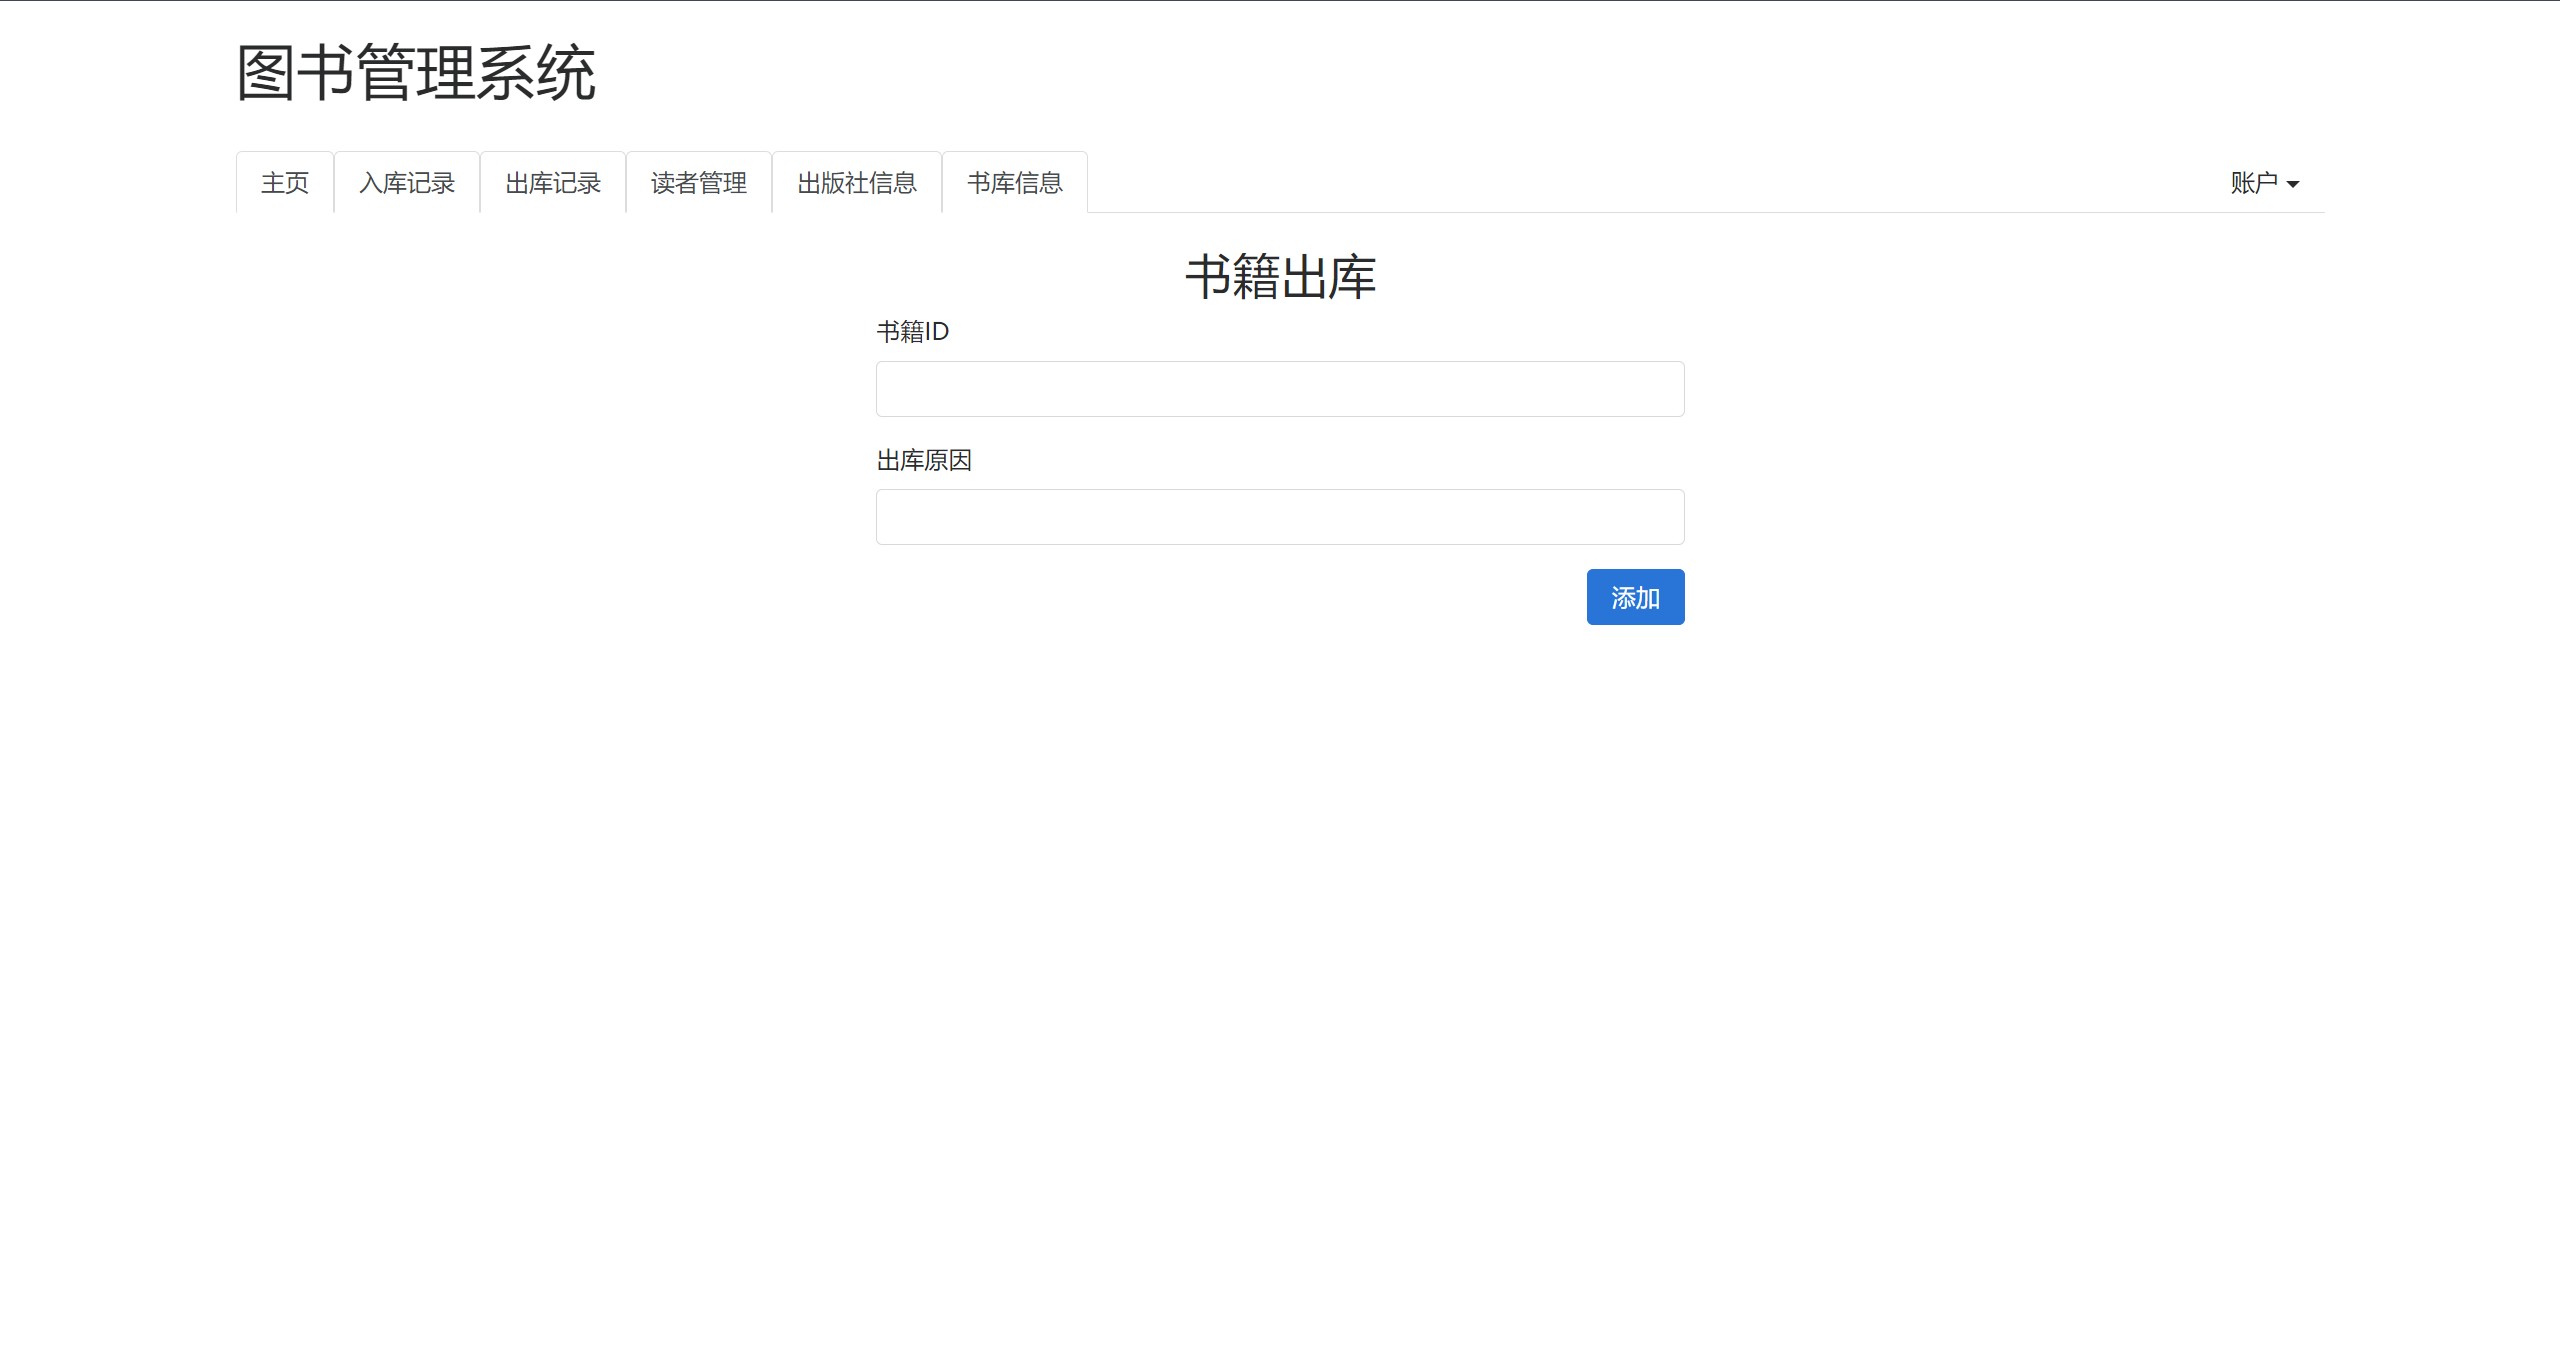 图书管理系统
主页 入库记录 出库记录 读者管理 出版社信息 书库信息 账户
书籍出库
书籍ID
出库原因
添加